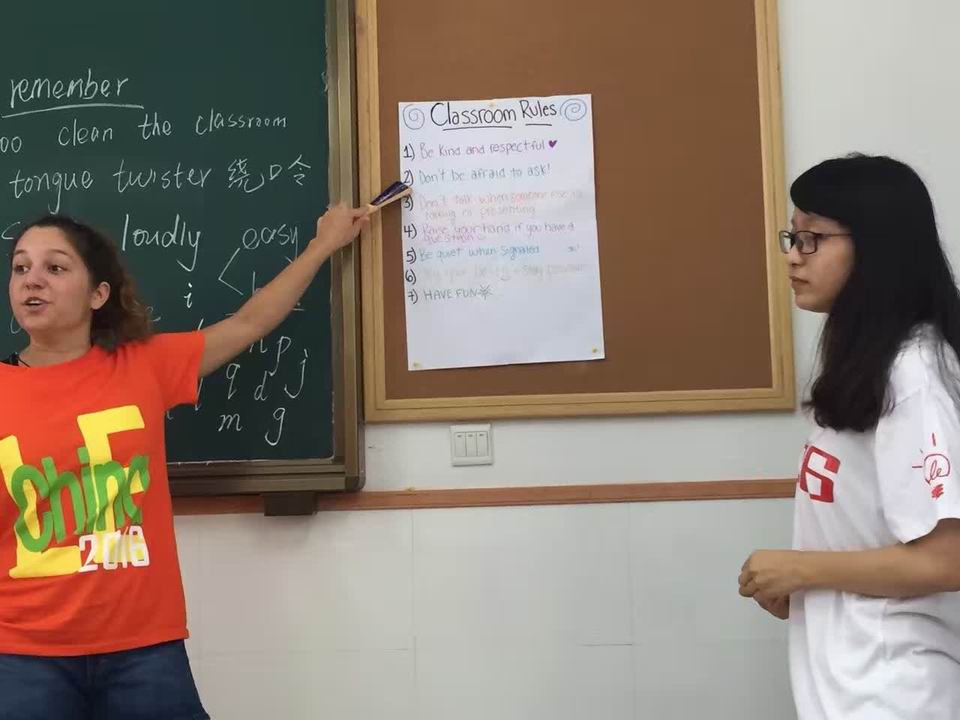 remember
clean the classroom
tongue twister 绕口令
loudly easy
i
n p
q d j
m g
Classroom Rules
1) Be kind and respectful ♥
2) Don't be afraid to ask!
3) Don't talk when someone else is
talking or presenting
4) Raise your hand if you have a
question
5) Be quiet when signaled
6)
7) HAVE FUN
LE
China
2016